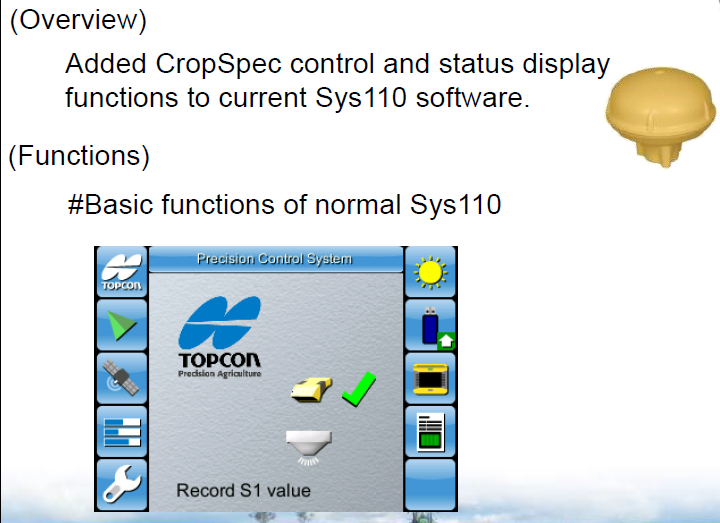 (Overview)
Added CropSpec control and status display
functions to current Sys110 software.
(Functions)
#Basic functions of normal Sys110
Precision Control System
TOPCON
TOPCON
Precision Agriculture
Record S1 value